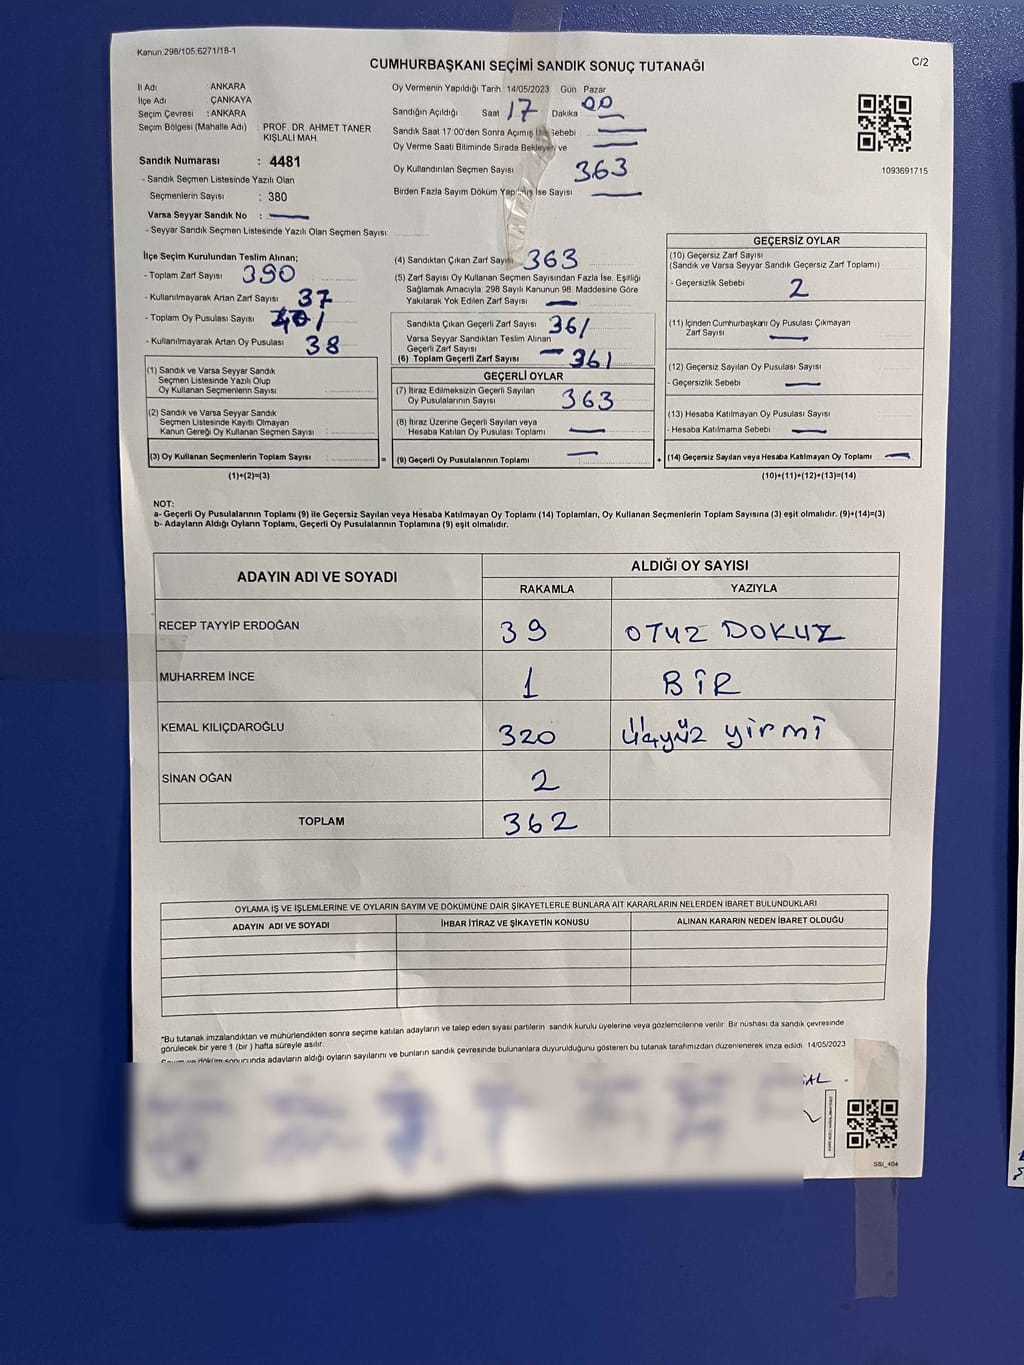 Kanun 298/105,6271/18-1
CUMHURBAŞKANI SEÇİMİ SANDIK SONUÇ TUTANAĞI
C/2
İl Adı : ANKARA
İlçe Adı : ÇANKAYA
Seçim Çevresi : ANKARA
Seçim Bölgesi (Mahalle Adı) : PROF. DR. AHMET TANER
KIŞLALI MAH.
Sandık Numarası : 4481
- Sandık Seçmen Listesinde Yazılı Olan
Seçmenlerin Sayısı : 380
Varsa Seyyar Sandık No :
- Seyyar Sandık Seçmen Listesinde Yazılı Olan Seçmen Sayısı
Oy Vermenin Yapıldığı Tarih 14/05/2023 Gün Pazar
Sandığın Açıldığı Saat 17 Dakika 00
Sandık Saat 17 00'den Sonra Açılmış İse Sebebi
Oy Verme Saati Bitiminde Sırada Bekleyen ve
Oy Kullandırılan Seçmen Sayısı 363
Birden Fazla Sayım Döküm Yapılmış İse Sayısı
1093691715
İlçe Seçim Kurulundan Teslim Alınan;
- Toplam Zarf Sayısı 390
- Kullanılmayarak Artan Zarf Sayısı 37
- Toplam Oy Pusulası Sayısı
- Kullanılmayarak Artan Oy Pusulası 38
(1) Sandık ve Varsa Seyyar Sandık
Seçmen Listesinde Yazılı Olup
Oy Kullanan Seçmenlerin Sayısı :
(2) Sandık ve Varsa Seyyar Sandık
Seçmen Listesinde Kayıtlı Olmayan
Kanun Gereği Oy Kullanan Seçmen Sayısı :
(3) Oy Kullanan Seçmenlerin Toplam Sayısı :
(1)+(2)=(3)
=
(4) Sandıktan Çıkan Zarf Sayısı 363
(5) Zarf Sayısı Oy Kullanan Seçmen Sayısından Fazla İse, Eşitliği
Sağlamak Amacıyla, 298 Sayılı Kanunun 98. Maddesine Göre
Yakılarak Yok Edilen Zarf Sayısı
Sandıkta Çıkan Geçerli Zarf Sayısı 361
Varsa Seyyar Sandıktan Teslim Alınan
Geçerli Zarf Sayısı
(6) Toplam Geçerli Zarf Sayısı 361
GEÇERLİ OYLAR
(7) İtiraz Edilmeksizin Geçerli Sayılan
Oy Pusulalarının Sayısı 363
(8) İtiraz Üzerine Geçerli Sayılan veya
Hesaba Katılan Oy Pusulası Toplamı
(9) Geçerli Oy Pusulalarının Toplamı
+
GEÇERSİZ OYLAR
(10) Geçersiz Zarf Sayısı
(Sandık ve Varsa Seyyar Sandık Geçersiz Zarf Toplamı)
- Geçersizlik Sebebi 2
(11) İçinden Cumhurbaşkanı Oy Pusulası Çıkmayan
Zarf Sayısı
(12) Geçersiz Sayılan Oy Pusulası Sayısı
- Geçersizlik Sebebi
(13) Hesaba Katılmayan Oy Pusulası Sayısı
- Hesaba Katılmama Sebebi
(14) Geçersiz Sayılan veya Hesaba Katılmayan Oy Toplamı
(10)+(11)+(12)+(13)=(14)
NOT:
a- Geçerli Oy Pusulalarının Toplamı (9) ile Geçersiz Sayılan veya Hesaba Katılmayan Oy Toplamı (14) Toplamları, Oy Kullanan Seçmenlerin Toplam Sayısına (3) eşit olmalıdır. (9)+(14)=(3)
b- Adayların Aldığı Oyların Toplamı, Geçerli Oy Pusulalarının Toplamına (9) eşit olmalıdır.
ADAYIN ADI VE SOYADI
ALDIĞI OY SAYISI
RAKAMLA YAZIYLA
RECEP TAYYİP ERDOĞAN 39 OTUZ DOKUZ
MUHARREM İNCE 1 BİR
KEMAL KILIÇDAROĞLU 320 Üçyüz yirmi
SİNAN OĞAN 2
TOPLAM 362
OYLAMA İŞ VE İŞLEMLERİNE VE OYLARIN SAYIM VE DÖKÜMÜNE DAİR ŞİKAYETLERLE BUNLARA AİT KARARLARIN NELERDEN İBARET BULUNDUKLARI
ADAYIN ADI VE SOYADI İHBAR İTİRAZ VE ŞİKAYETİN KONUSU ALINAN KARARIN NEDEN İBARET OLDUĞU
*Bu tutanak imzalandıktan ve mühürlendikten sonra seçime katılan adayların ve talep eden siyasi partilerin sandık kurulu üyelerine veya gözlemcilerine verilir. Bir nüshası da sandık çevresinde
görülecek bir yere 1 (bir ) hafta süreyle asılır.
Sayım ve döküm sonucunda adayların aldığı oyların sayılarını ve bunların sandık çevresinde bulunanlara duyurulduğunu gösteren bu tutanak tarafımızdan düzenlenerek imza edildi. 14/05/2023
SSI_404